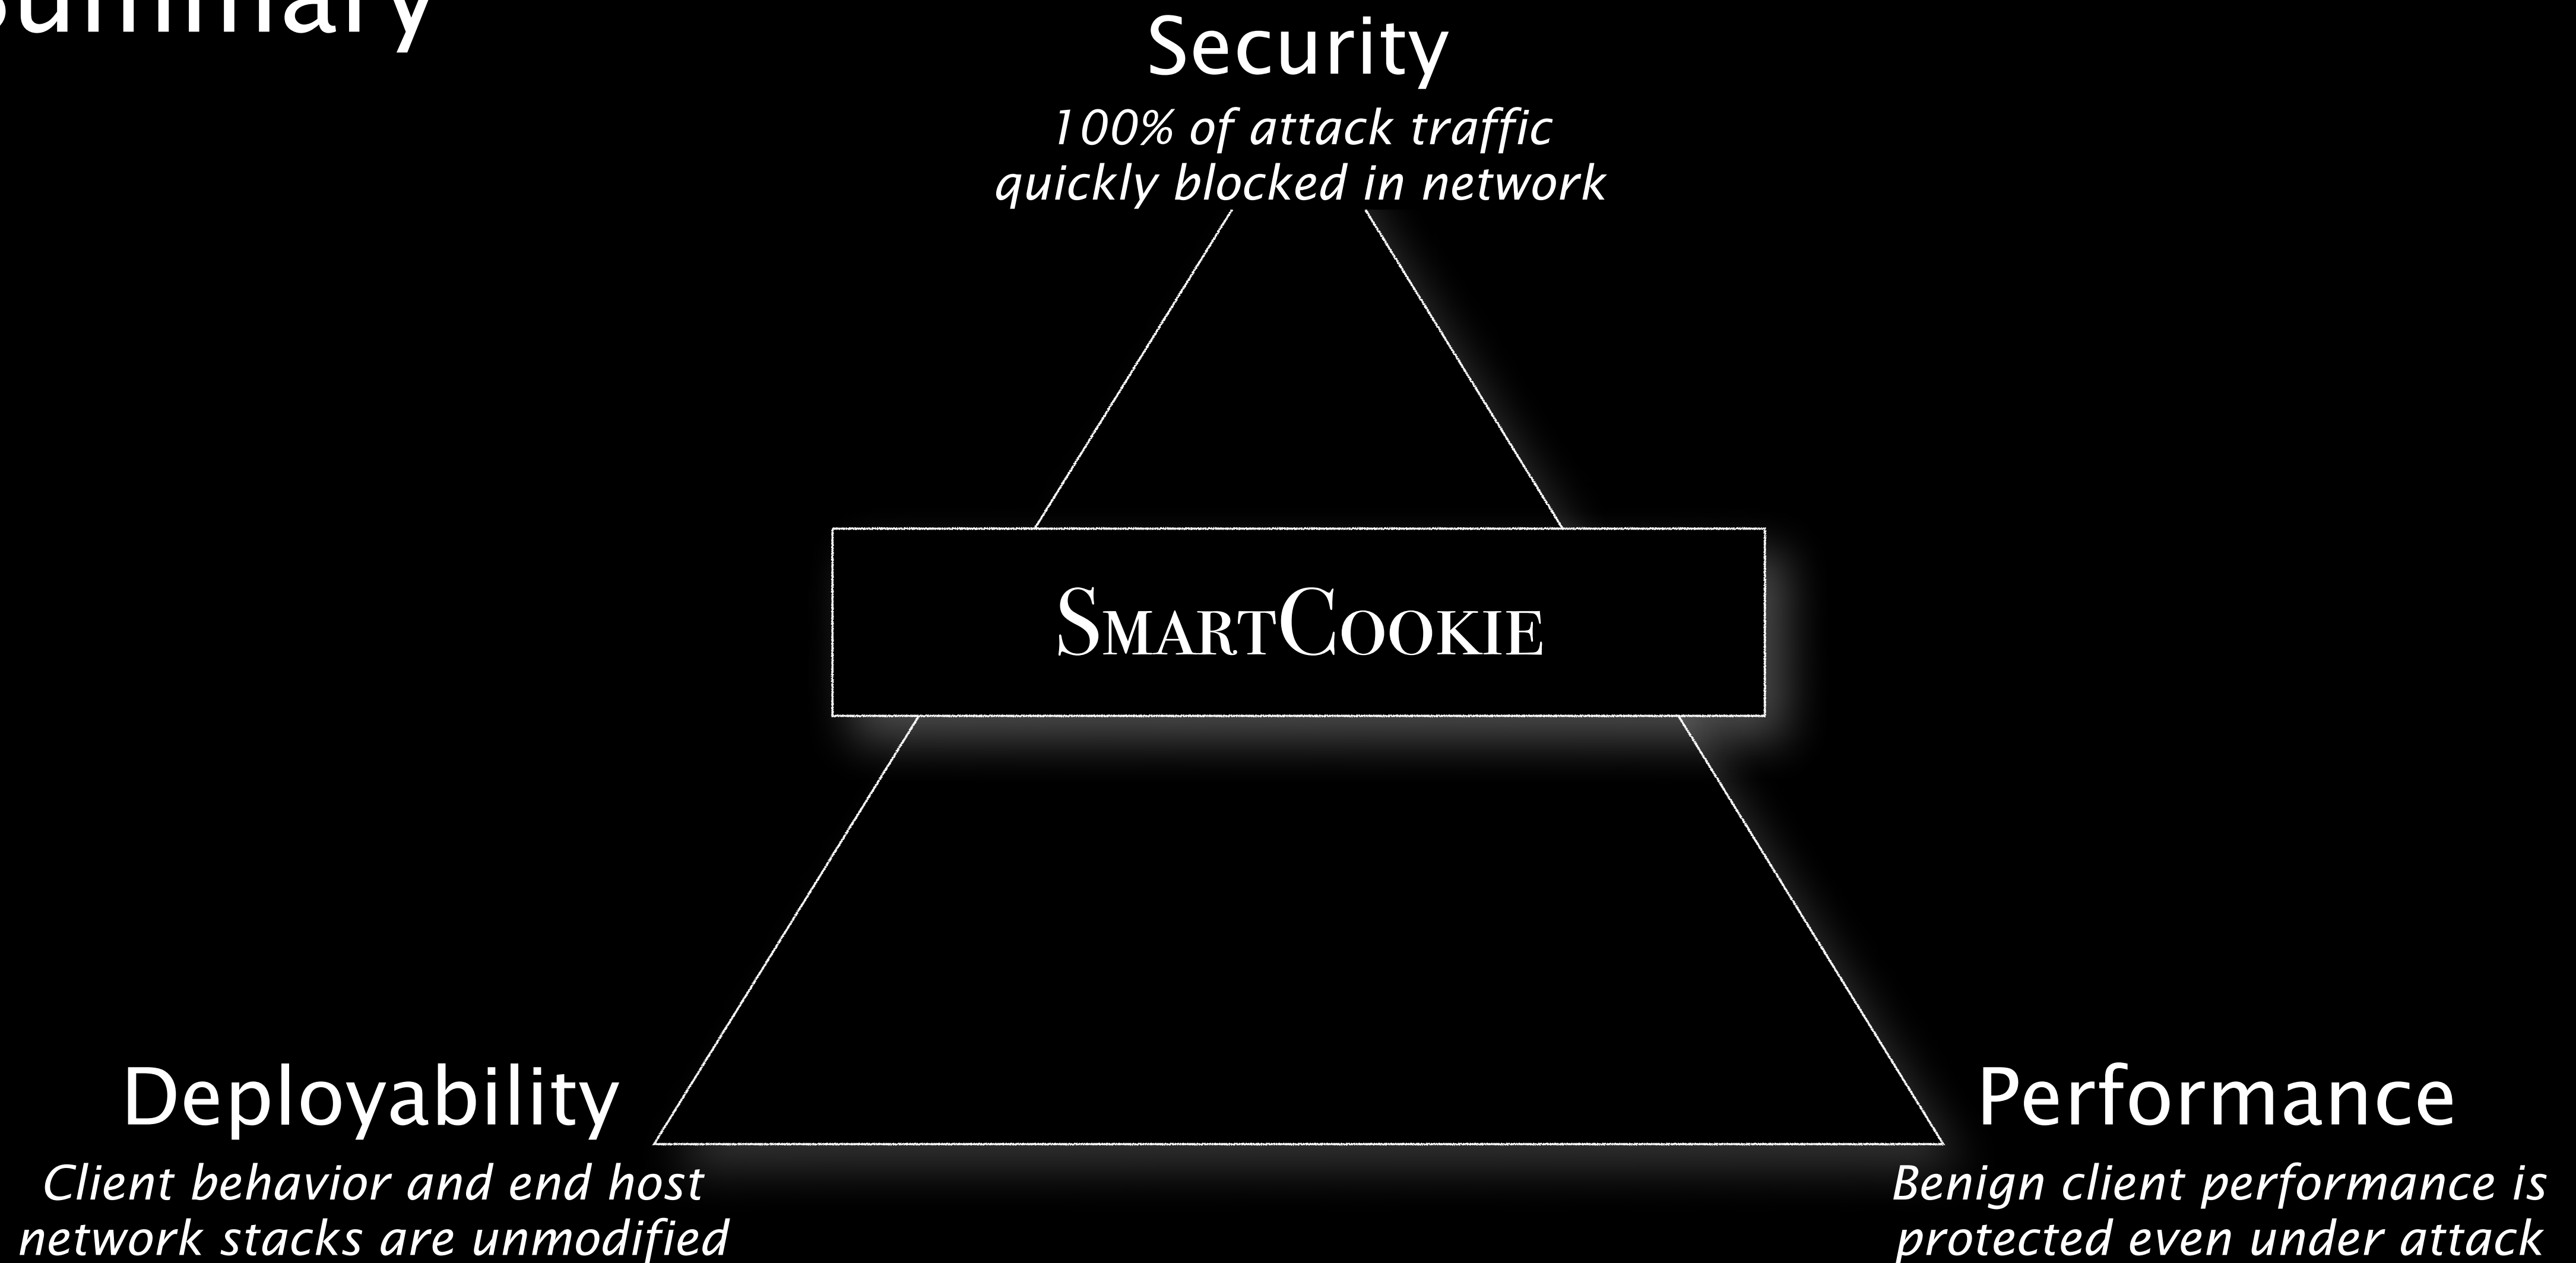 Summary
Security
100% of attack traffic
quickly blocked in network
SMARTCOOKIE
Deployability
Client behavior and end host
network stacks are unmodified
Performance
Benign client performance is
protected even under attack